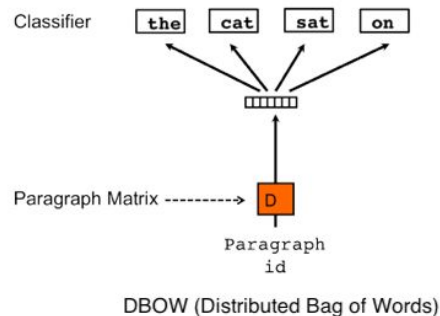 Classifier the cat sat on
Paragraph Matrix D
Paragraph
id
DBOW (Distributed Bag of Words)